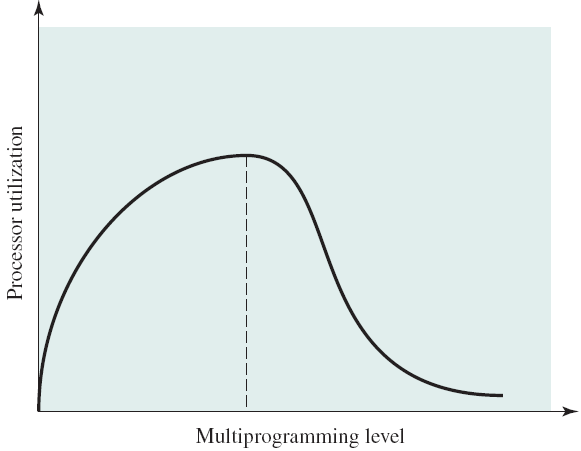 Processor utilization
Multiprogramming level